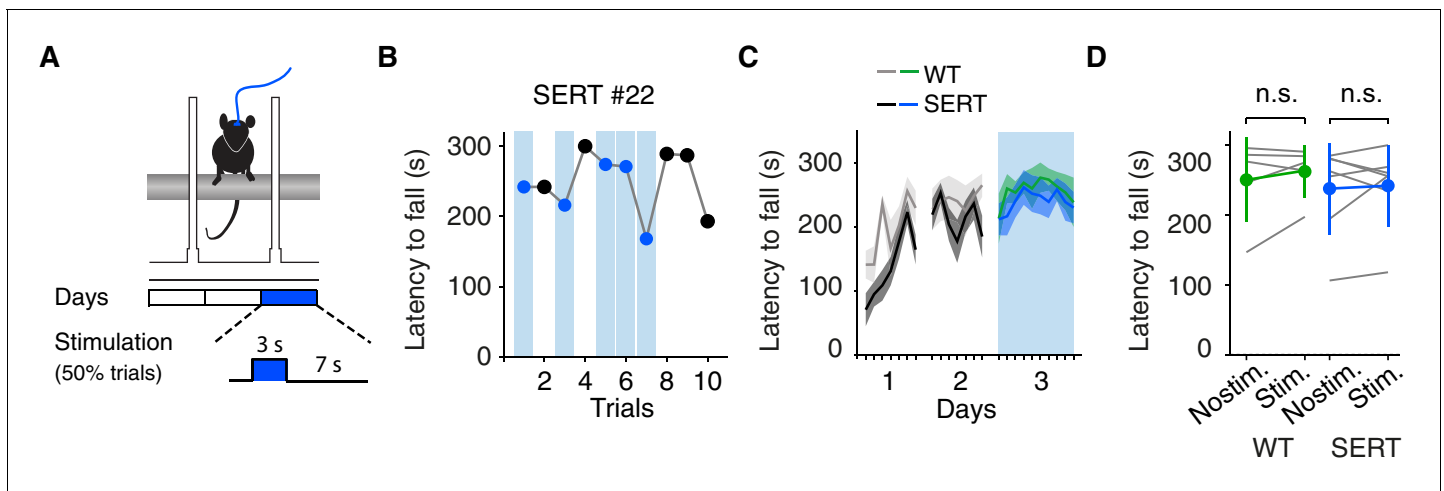 A
Days
Stimulation
(50% trials)
3 s
7 s
B
SERT #22
Latency to fall (s)
300
200
100
0
2 4 6 8 10
Trials
C
WT
SERT
Latency to fall (s)
300
200
100
0
1 2 3
Days
D
n.s. n.s.
Latency to fall (s)
300
200
100
0
Nostim. Stim. Nostim. Stim.
WT SERT